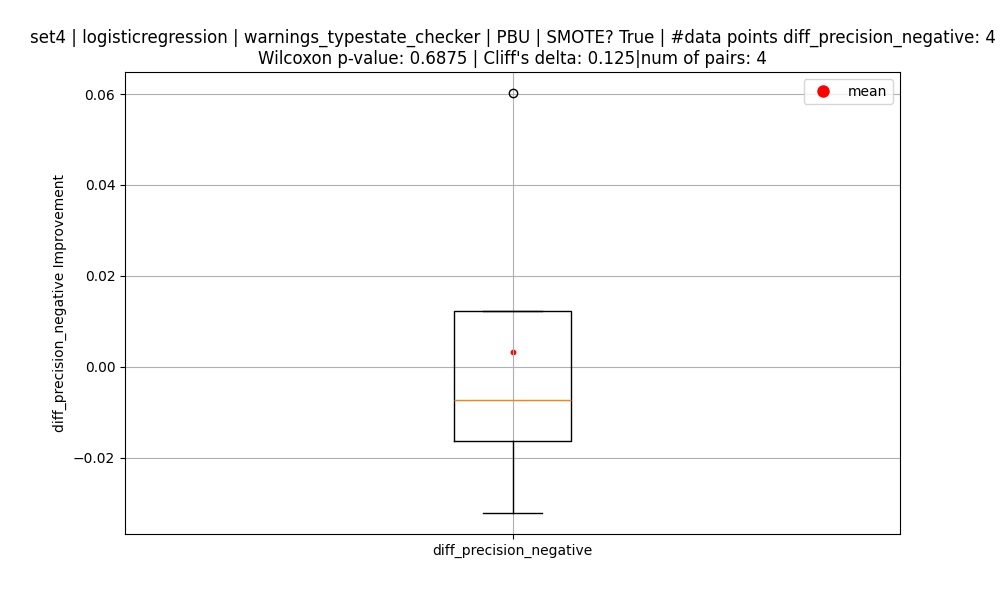 set4 | logisticregression | warnings_typestate_checker | PBU | SMOTE? True | #data points diff_precision_negative: 4
Wilcoxon p-value: 0.6875 | Cliff's delta: 0.125|num of pairs: 4
mean
0.06
0.04
0.02
0.00
−0.02
diff_precision_negative Improvement
diff_precision_negative